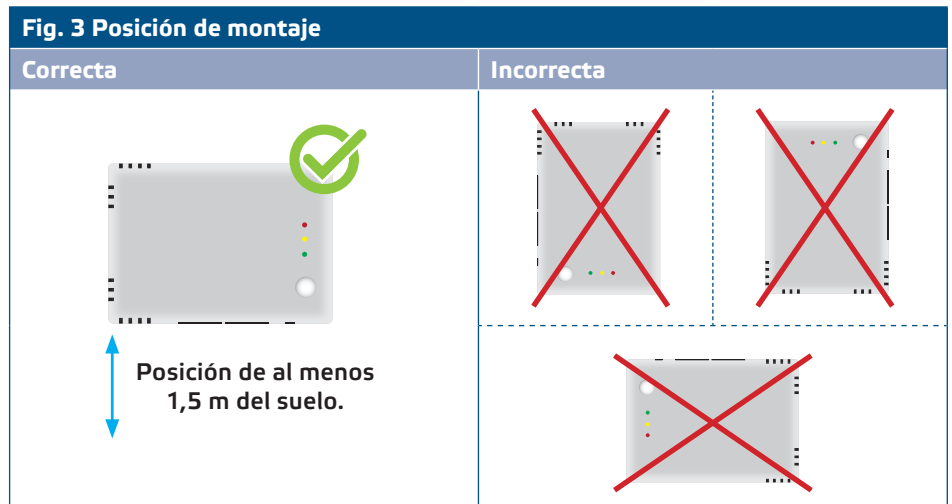 Fig. 3 Posición de montaje
Correcta
Incorrecta
Posición de al menos
1,5 m del suelo.